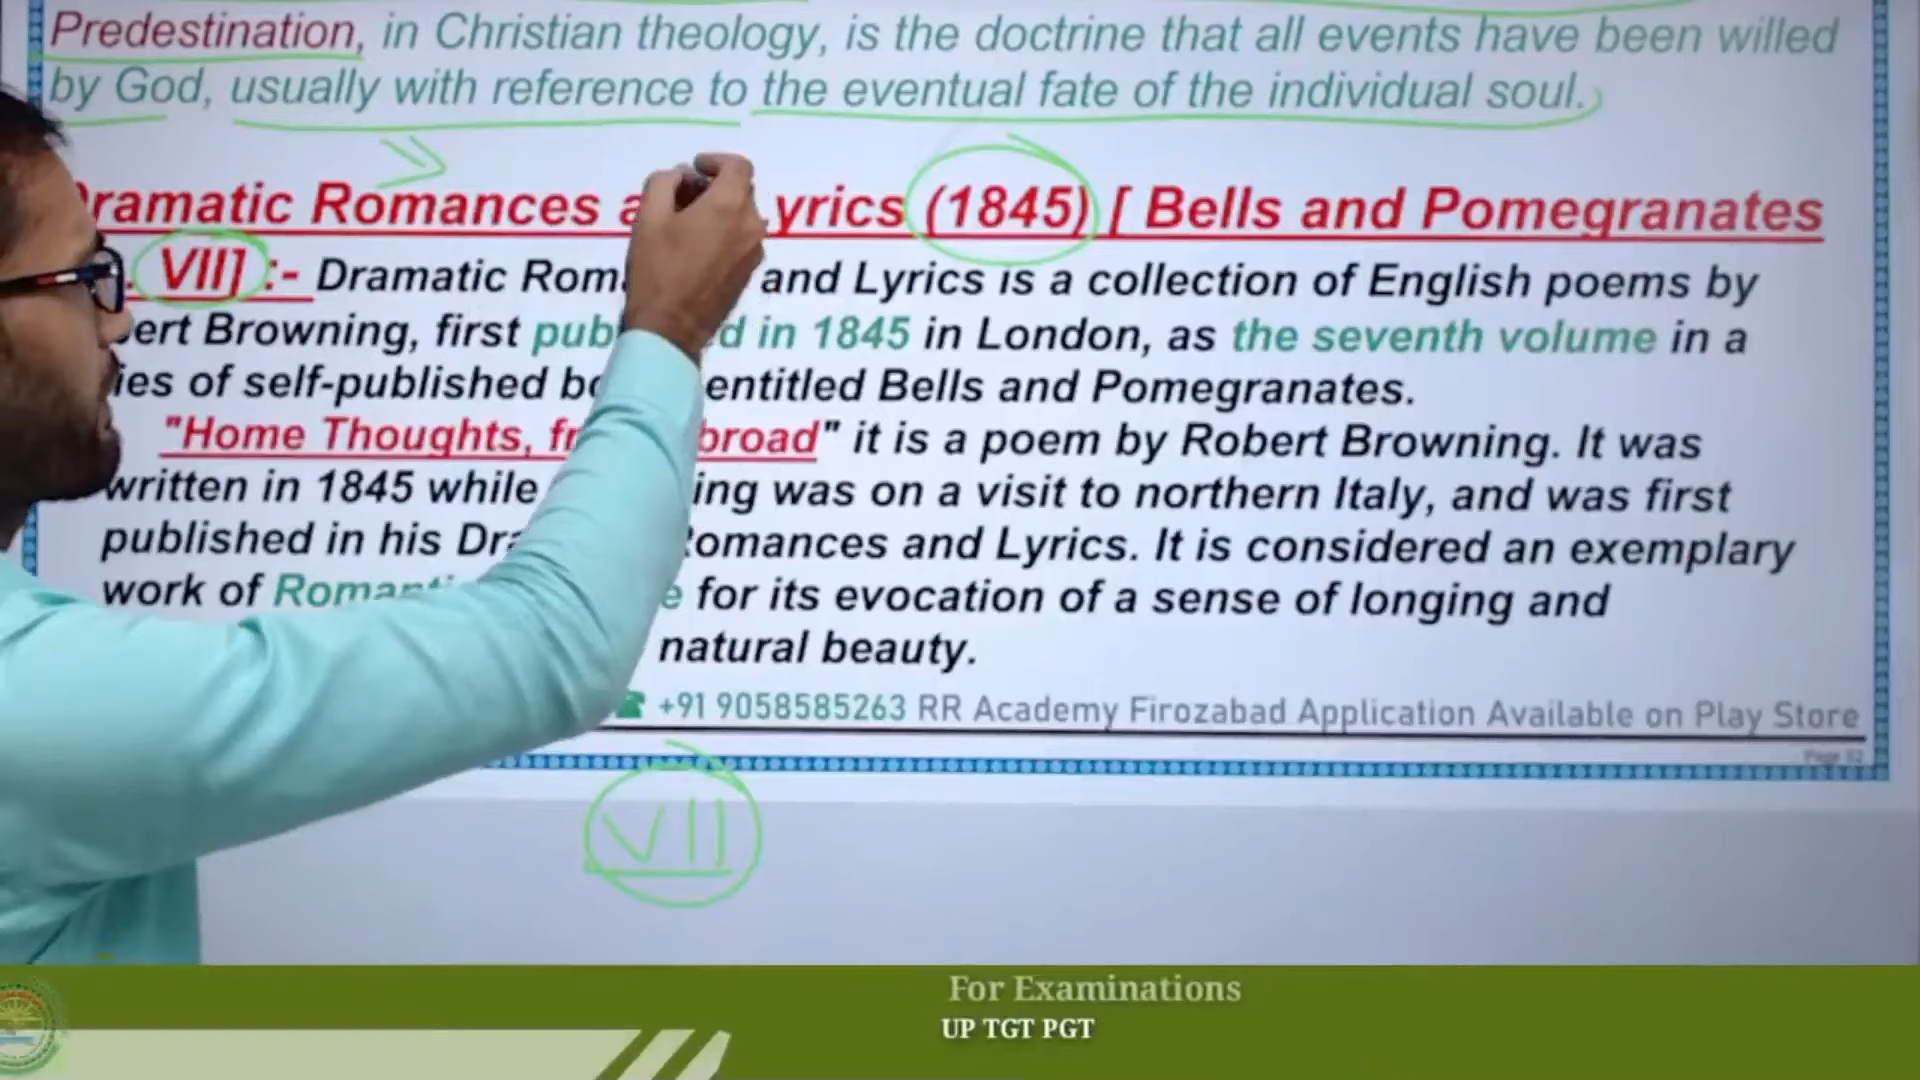 Predestination, in Christian theology, is the doctrine that all events have been willed
by God, usually with reference to the eventual fate of the individual soul.
Romances yrics (1845) [ Bells and Pomegranates
VII] :- Dramatic Rom and Lyrics is a collection of English poems by
Browning, first pub d in 1845 in London, as the seventh volume in a
ies of self-published bo entitled Bells and Pomegranates.
"Home Thoughts, fr broad" it is a poem by Robert Browning. It was
written in 1845 while ing was on a visit to northern Italy, and was first
published in his Dra omances and Lyrics. It is considered an exemplary
work of Romanti e for its evocation of a sense of longing and
natural beauty.
+91 9058585263 RR Academy Firozabad Application Available on Play Store
VII
For Examinations
UP TGT PGT